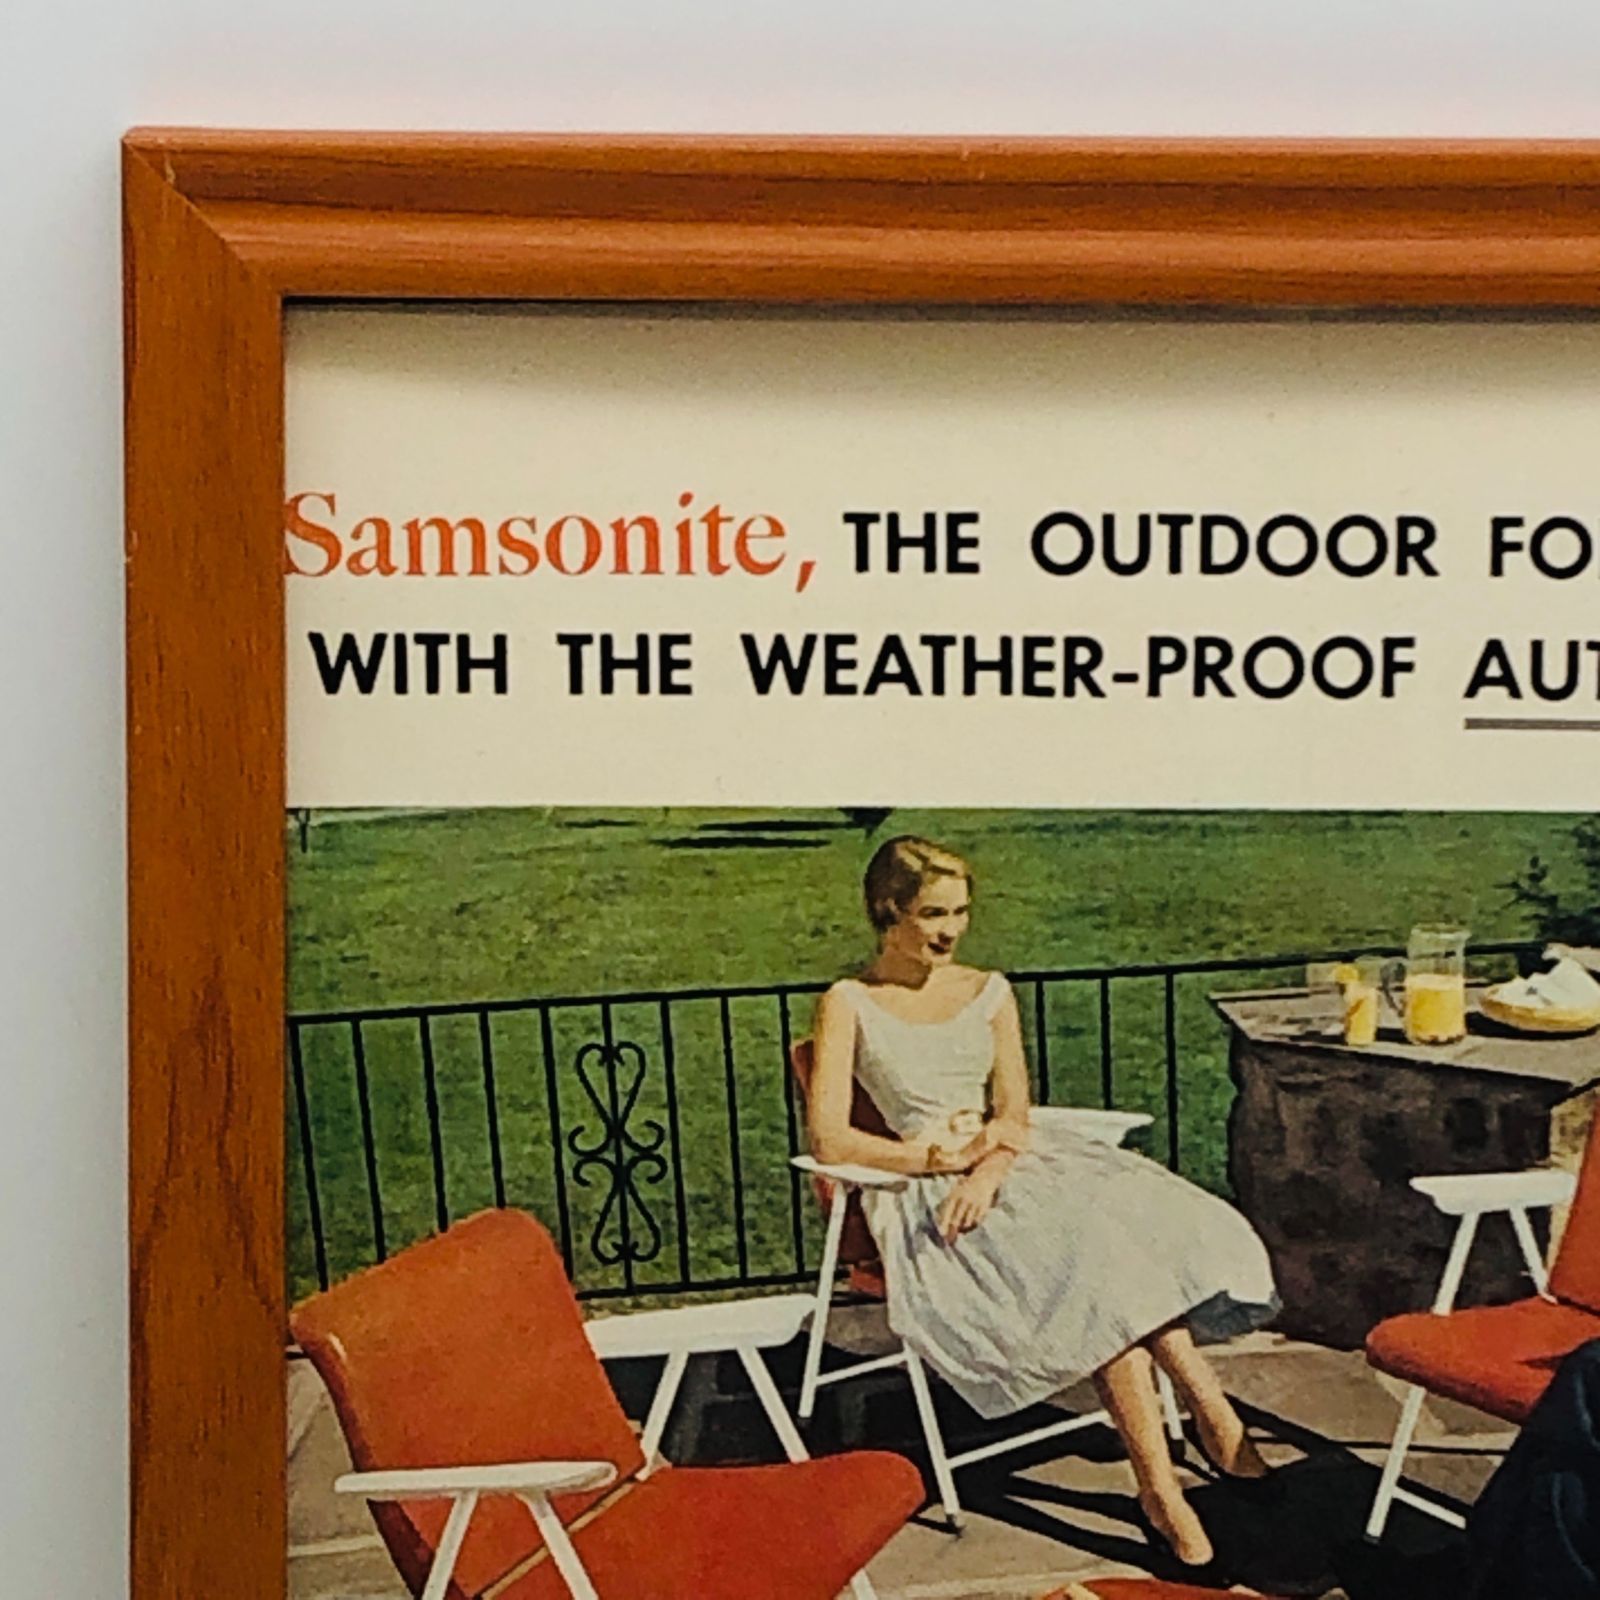 Samsonite, THE OUTDOOR
WITH THE WEATHER-PROOF